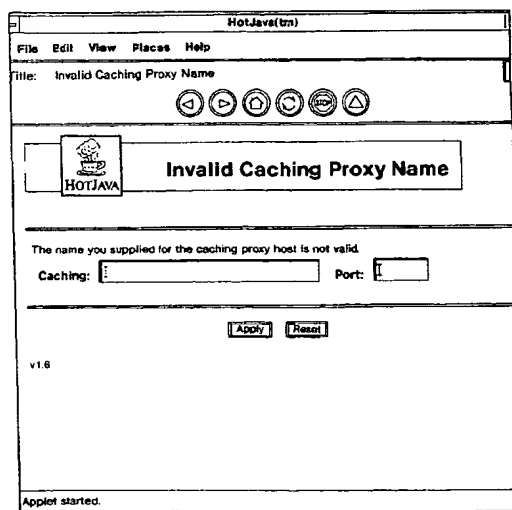 HotJava(tm)
File Edit View Places Help
Title: Invalid Caching Proxy Name
STOP
HOTJAVA
Invalid Caching Proxy Name
The name you supplied for the caching proxy host is not valid.
Caching: Port:
Apply Reset
v1.6
Applet started.